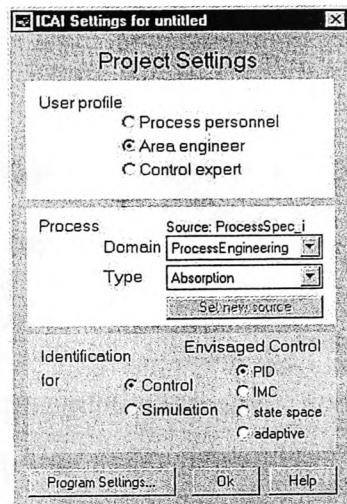 ICAI Settings for untitled
Project Settings
User profile
Process personnel
Area engineer
Control expert
Process Source: ProcessSpec_i
Domain ProcessEngineering
Type Absorption
Set new source
Identification Envisaged Control
for Control PID
IMC
Simulation state space
adaptive
Program Settings... Ok Help